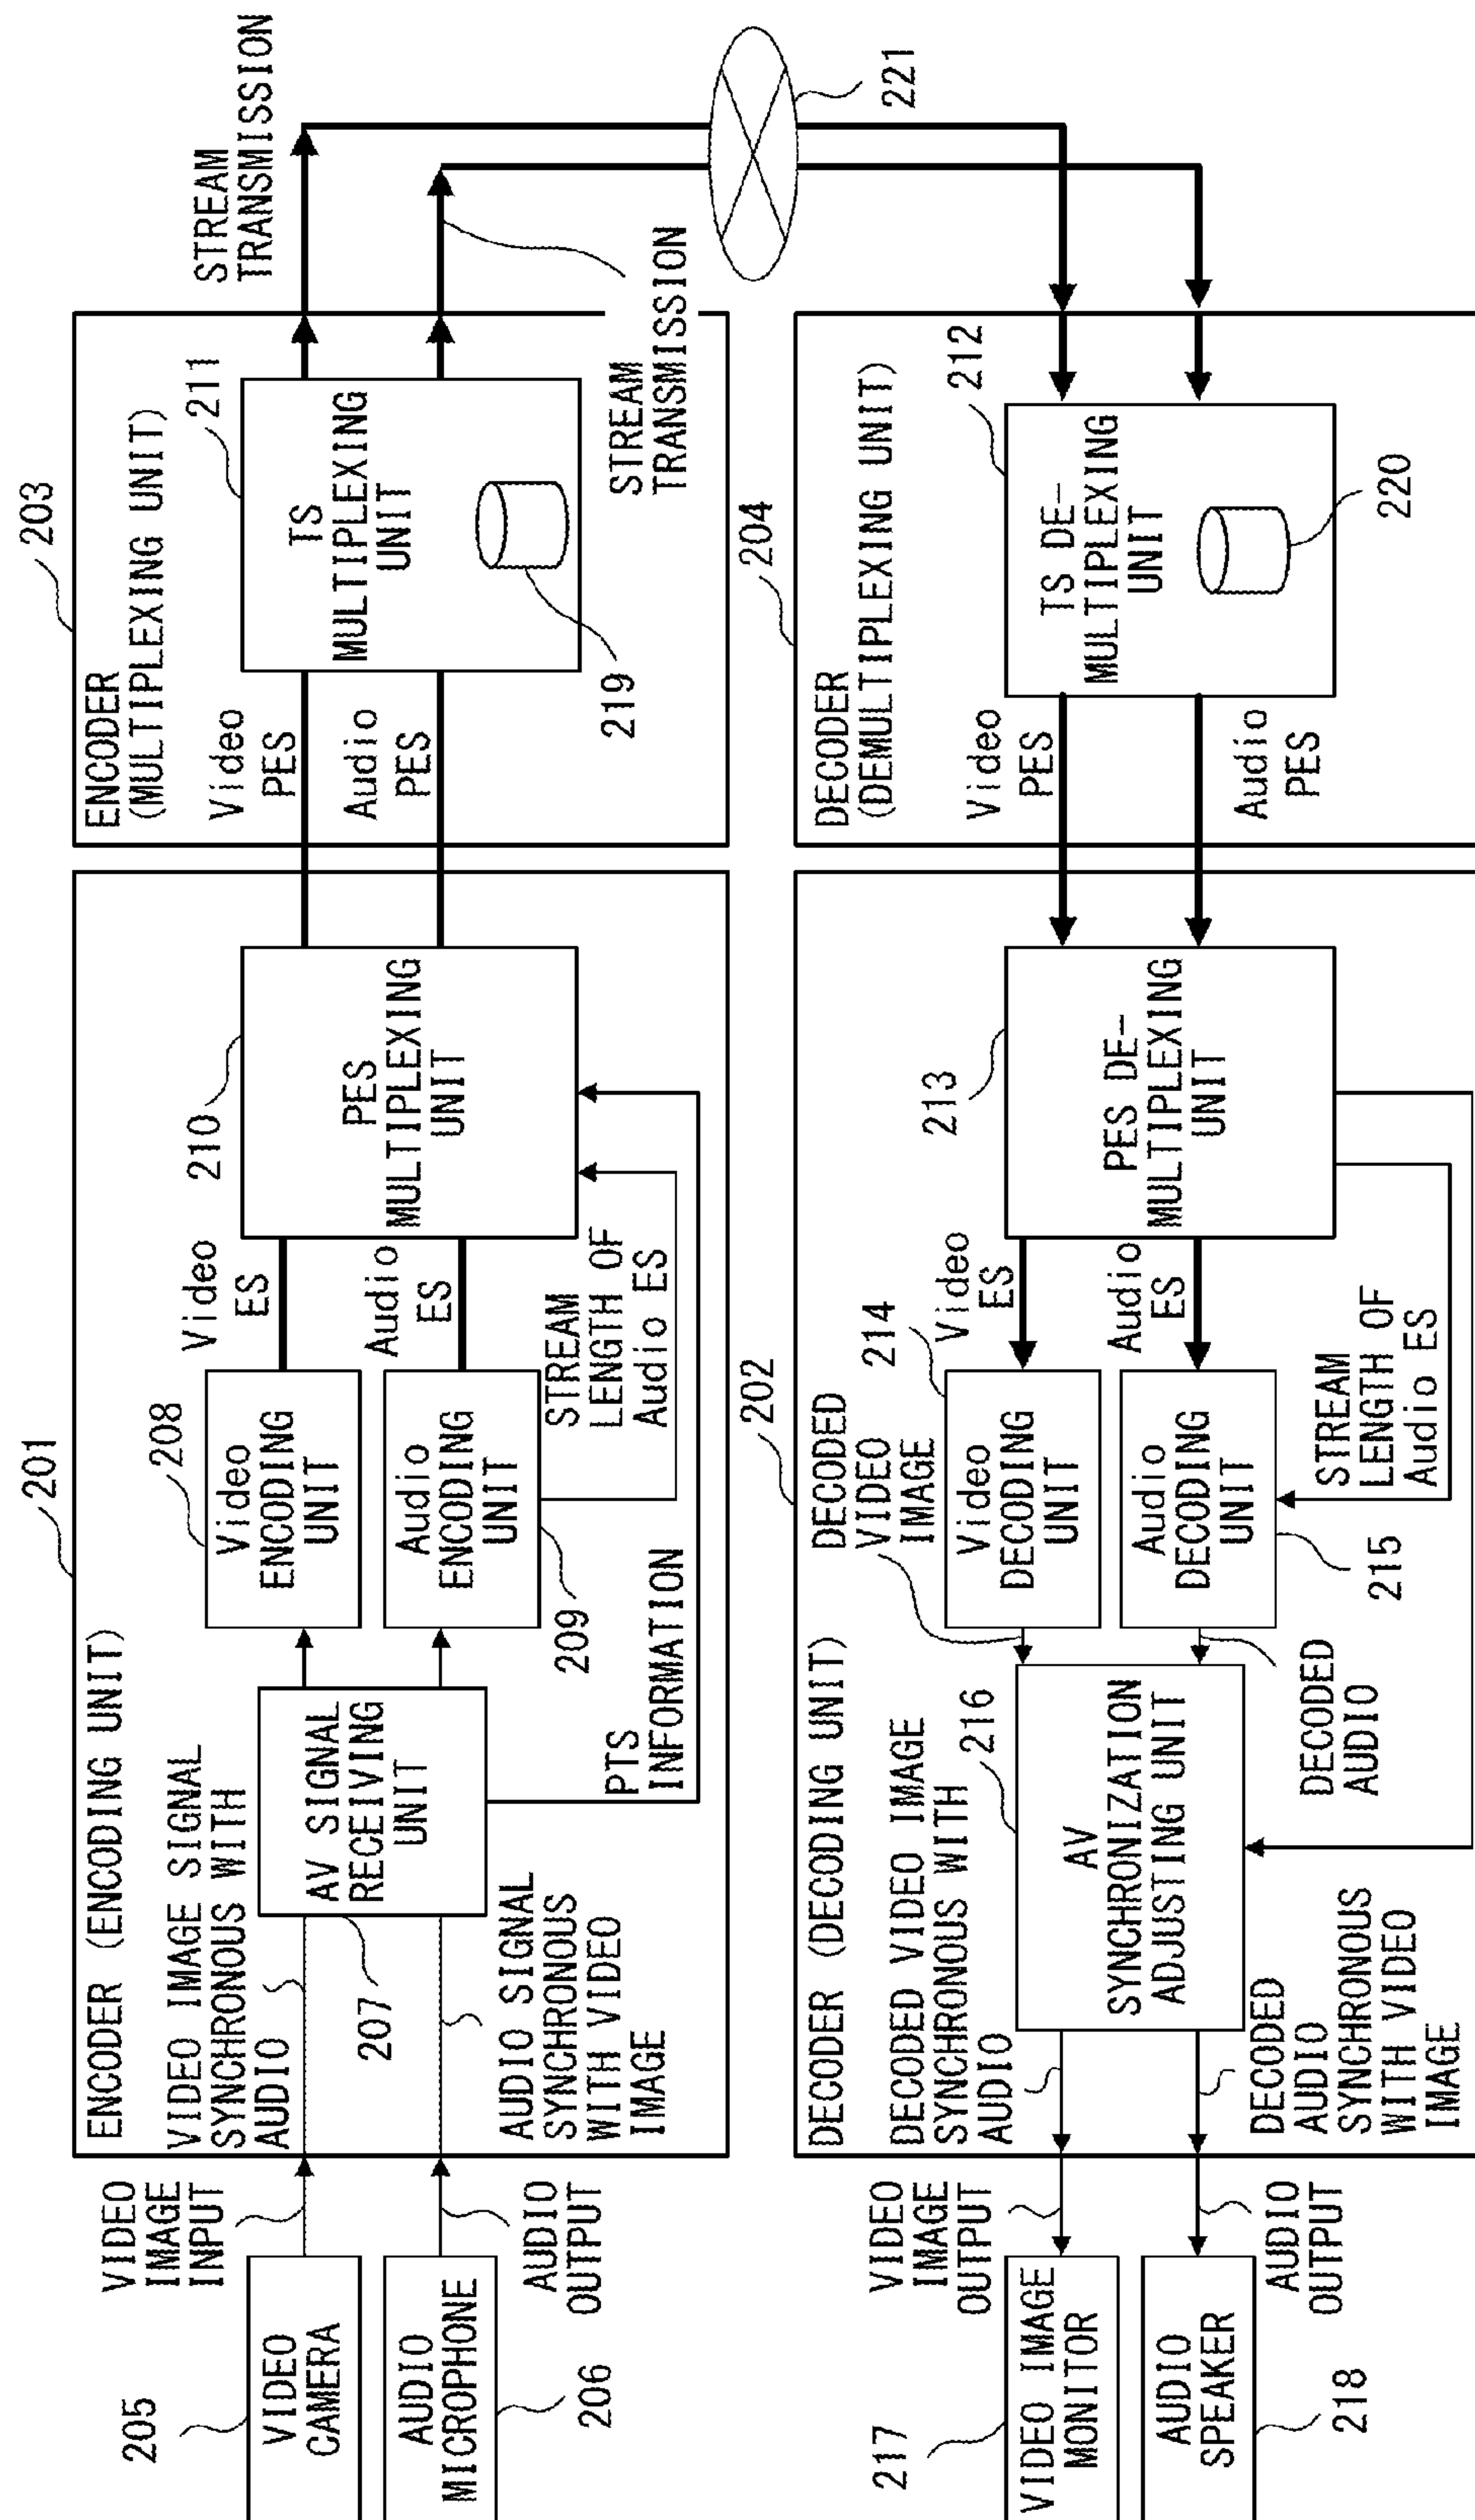 201
ENCODER (ENCODING UNIT)
203
ENCODER
(MULTIPLEXING UNIT)
205
VIDEO
CAMERA
VIDEO
IMAGE
INPUT
VIDEO IMAGE SIGNAL
SYNCHRONOUS WITH
AUDIO
207
AV SIGNAL
RECEIVING
UNIT
208
Video
ENCODING
UNIT
Video
ES
210
PES
MULTIPLEXING
UNIT
Video
PES
211
TS
MULTIPLEXING
UNIT
STREAM
TRANSMISSION
AUDIO
MICROPHONE
206
AUDIO
OUTPUT
AUDIO SIGNAL
SYNCHRONOUS
WITH VIDEO
IMAGE
Audio
ENCODING
UNIT
209
Audio
ES
STREAM
LENGTH OF
Audio ES
PTS
INFORMATION
Audio
PES
219
STREAM
TRANSMISSION
221
202
DECODER (DECODING UNIT)
204
DECODER
(DEMULTIPLEXING UNIT)
217
VIDEO IMAGE
MONITOR
VIDEO
IMAGE
OUTPUT
DECODED VIDEO IMAGE
SYNCHRONOUS WITH
AUDIO
216
AV
SYNCHRONIZATION
ADJUSTING UNIT
DECODED
VIDEO
IMAGE
214
Video
DECODING
UNIT
Video
ES
213
PES DE-
MULTIPLEXING
UNIT
Video
PES
212
TS DE-
MULTIPLEXING
UNIT
220
AUDIO
SPEAKER
218
AUDIO
OUTPUT
DECODED
AUDIO
SYNCHRONOUS
WITH VIDEO
IMAGE
DECODED
AUDIO
Audio
DECODING
UNIT
215
Audio
ES
STREAM
LENGTH OF
Audio ES
Audio
PES